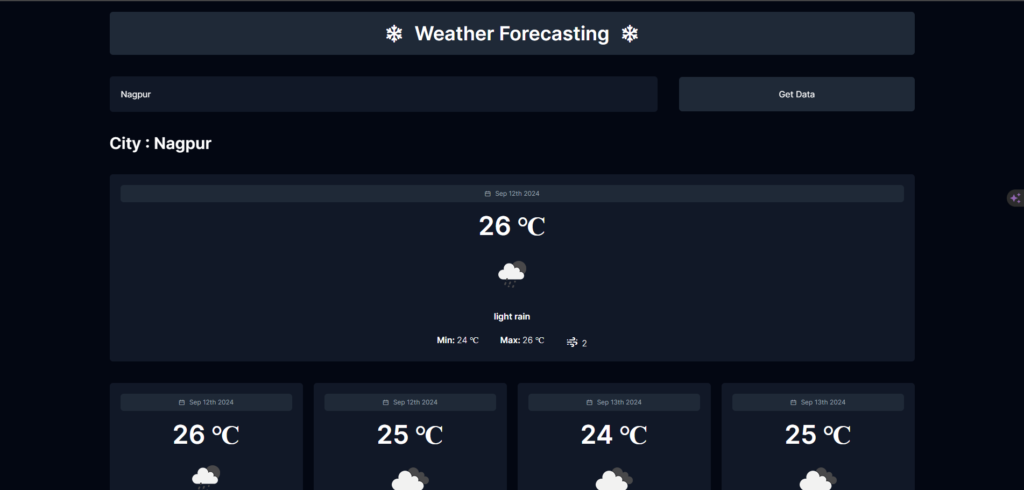 Weather Forecasting
Nagpur
Get Data
City : Nagpur
Sep 12th 2024
26 °C
light rain
Min: 24 °C Max: 26 °C 2
Sep 12th 2024 Sep 12th 2024 Sep 13th 2024 Sep 13th 2024
26 °C 25 °C 24 °C 25 °C